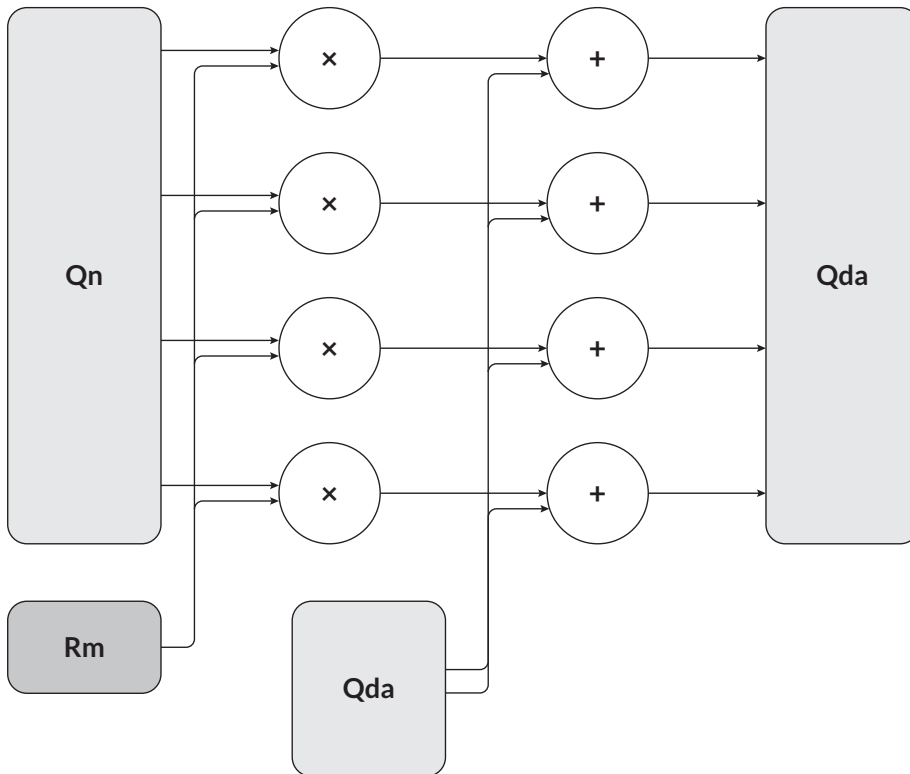 × +
× +
Qn Qda
× +
× +
Rm
Qda